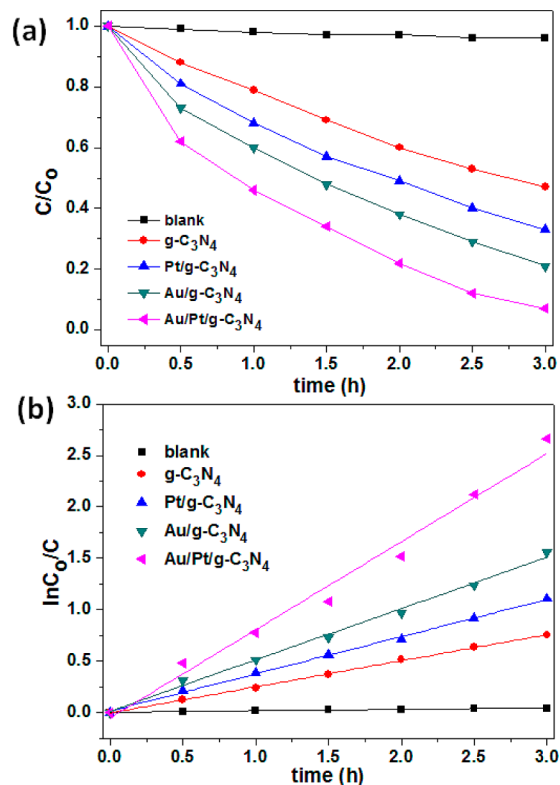 (a)
1.0
0.8
0.6
0.4
0.2
0.0
C/C₀
blank
g-C₃N₄
Pt/g-C₃N₄
Au/g-C₃N₄
Au/Pt/g-C₃N₄
0.0 0.5 1.0 1.5 2.0 2.5 3.0
time (h)
(b)
3.0
2.5
2.0
1.5
1.0
0.5
0.0
lnC₀/C
blank
g-C₃N₄
Pt/g-C₃N₄
Au/g-C₃N₄
Au/Pt/g-C₃N₄
0.0 0.5 1.0 1.5 2.0 2.5 3.0
time (h)